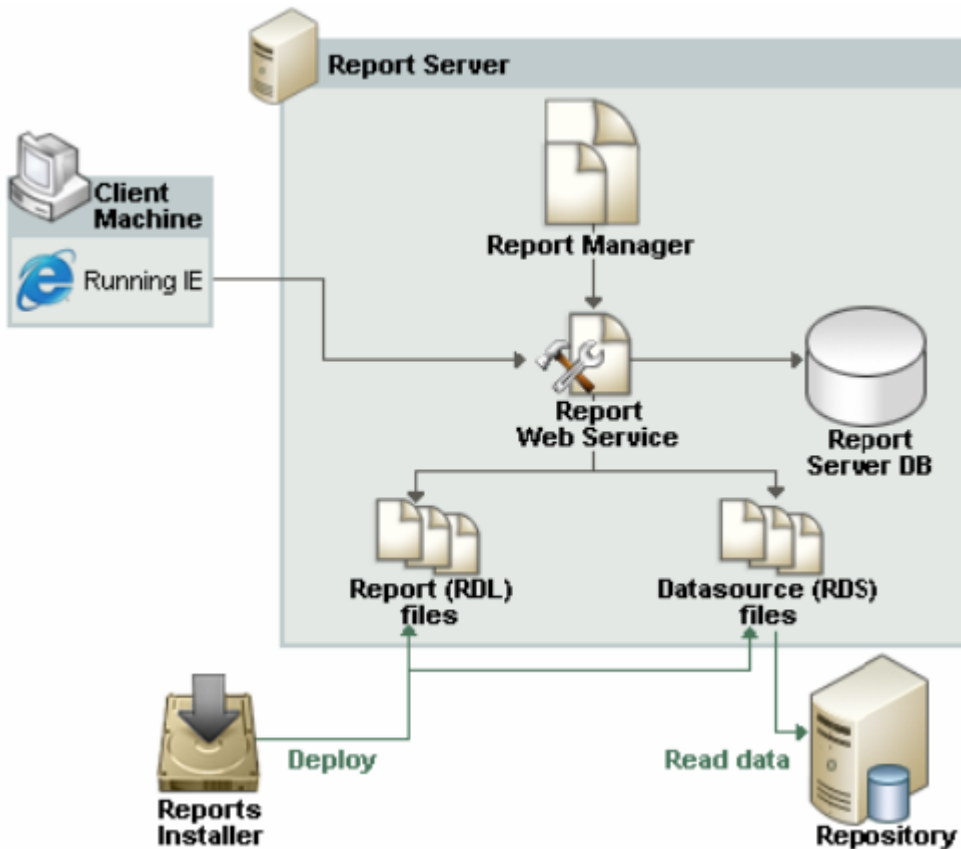 Report Server
Client
Machine
Running IE
Report Manager
Report
Web Service
Report
Server DB
Report (RDL)
files
Datasource (RDS)
files
Deploy
Read data
Reports
Installer
Repository